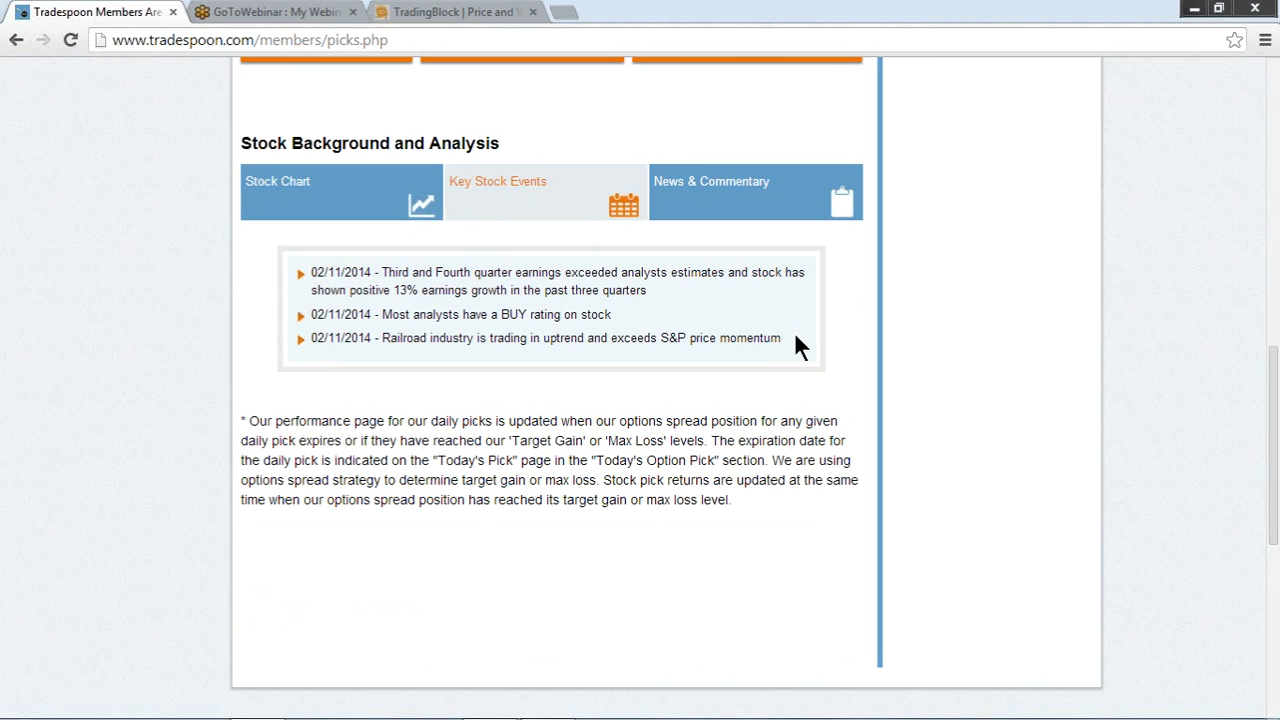 Tradespoon Members Are
GoToWebinar : My Webin
TradingBlock | Price and V
www.tradespoon.com/members/picks.php
Stock Background and Analysis
Stock Chart
Key Stock Events
News & Commentary
02/11/2014 - Third and Fourth quarter earnings exceeded analysts estimates and stock has
shown positive 13% earnings growth in the past three quarters
02/11/2014 - Most analysts have a BUY rating on stock
02/11/2014 - Railroad industry is trading in uptrend and exceeds S&P price momentum
* Our performance page for our daily picks is updated when our options spread position for any given
daily pick expires or if they have reached our 'Target Gain' or 'Max Loss' levels. The expiration date for
the daily pick is indicated on the "Today's Pick" page in the "Today's Option Pick" section. We are using
options spread strategy to determine target gain or max loss. Stock pick returns are updated at the same
time when our options spread position has reached its target gain or max loss level.